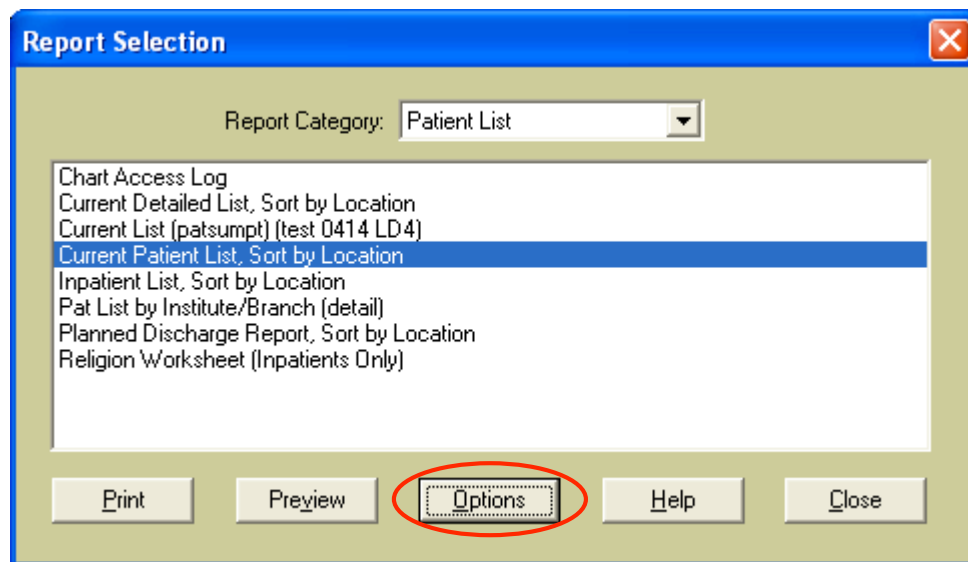 Report Selection
Report Category: Patient List
Chart Access Log
Current Detailed List, Sort by Location
Current List (patsumpt) (test 0414 LD4)
Current Patient List, Sort by Location
Inpatient List, Sort by Location
Pat List by Institute/Branch (detail)
Planned Discharge Report, Sort by Location
Religion Worksheet (Inpatients Only)
Print Preview Options Help Close